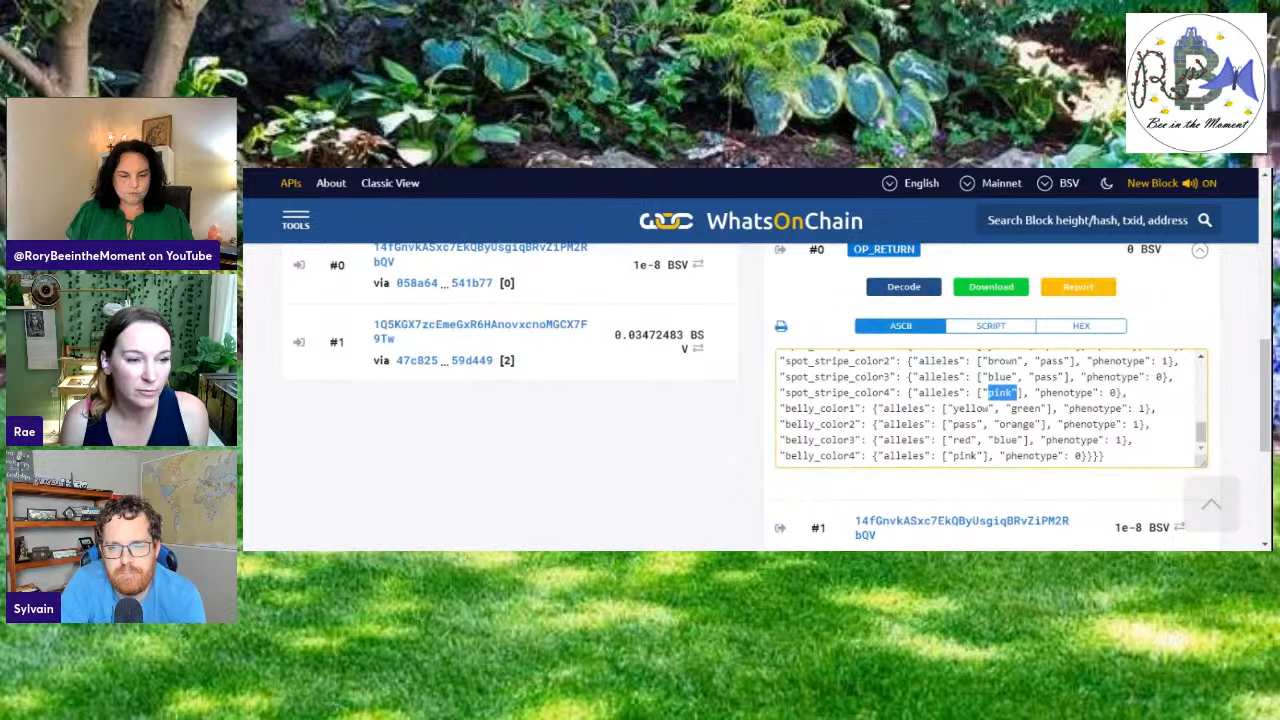 Bee in the Moment
@RoryBeeintheMoment on YouTube
Rae
Sylvain
APIs About Classic View English Mainnet BSV New Block ON
TOOLS WhatsOnChain Search Block height/hash, txid, address
14fGnvkASxc7EkQByUsgiqBRvZiPM2R
#0 bQV 1e-8 BSV
via 058a64...541b77 [0]
1Q5KGX7zcEmeGxR6HAnovxcnoMGCX7F
#1 9Tw 0.03472483 BS
V
via 47c825...59d449 [2]
#0 OP_RETURN 0 BSV
Decode Download Report
ASCII SCRIPT HEX
"spot_stripe_color2": {"alleles": ["brown", "pass"], "phenotype": 1},
"spot_stripe_color3": {"alleles": ["blue", "pass"], "phenotype": 0},
"spot_stripe_color4": {"alleles": ["pink"], "phenotype": 0},
"belly_color1": {"alleles": ["yellow", "green"], "phenotype": 1},
"belly_color2": {"alleles": ["pass", "orange"], "phenotype": 1},
"belly_color3": {"alleles": ["red", "blue"], "phenotype": 1},
"belly_color4": {"alleles": ["pink"], "phenotype": 0}}}}
#1 14fGnvkASxc7EkQByUsgiqBRvZiPM2R 1e-8 BSV
bQV